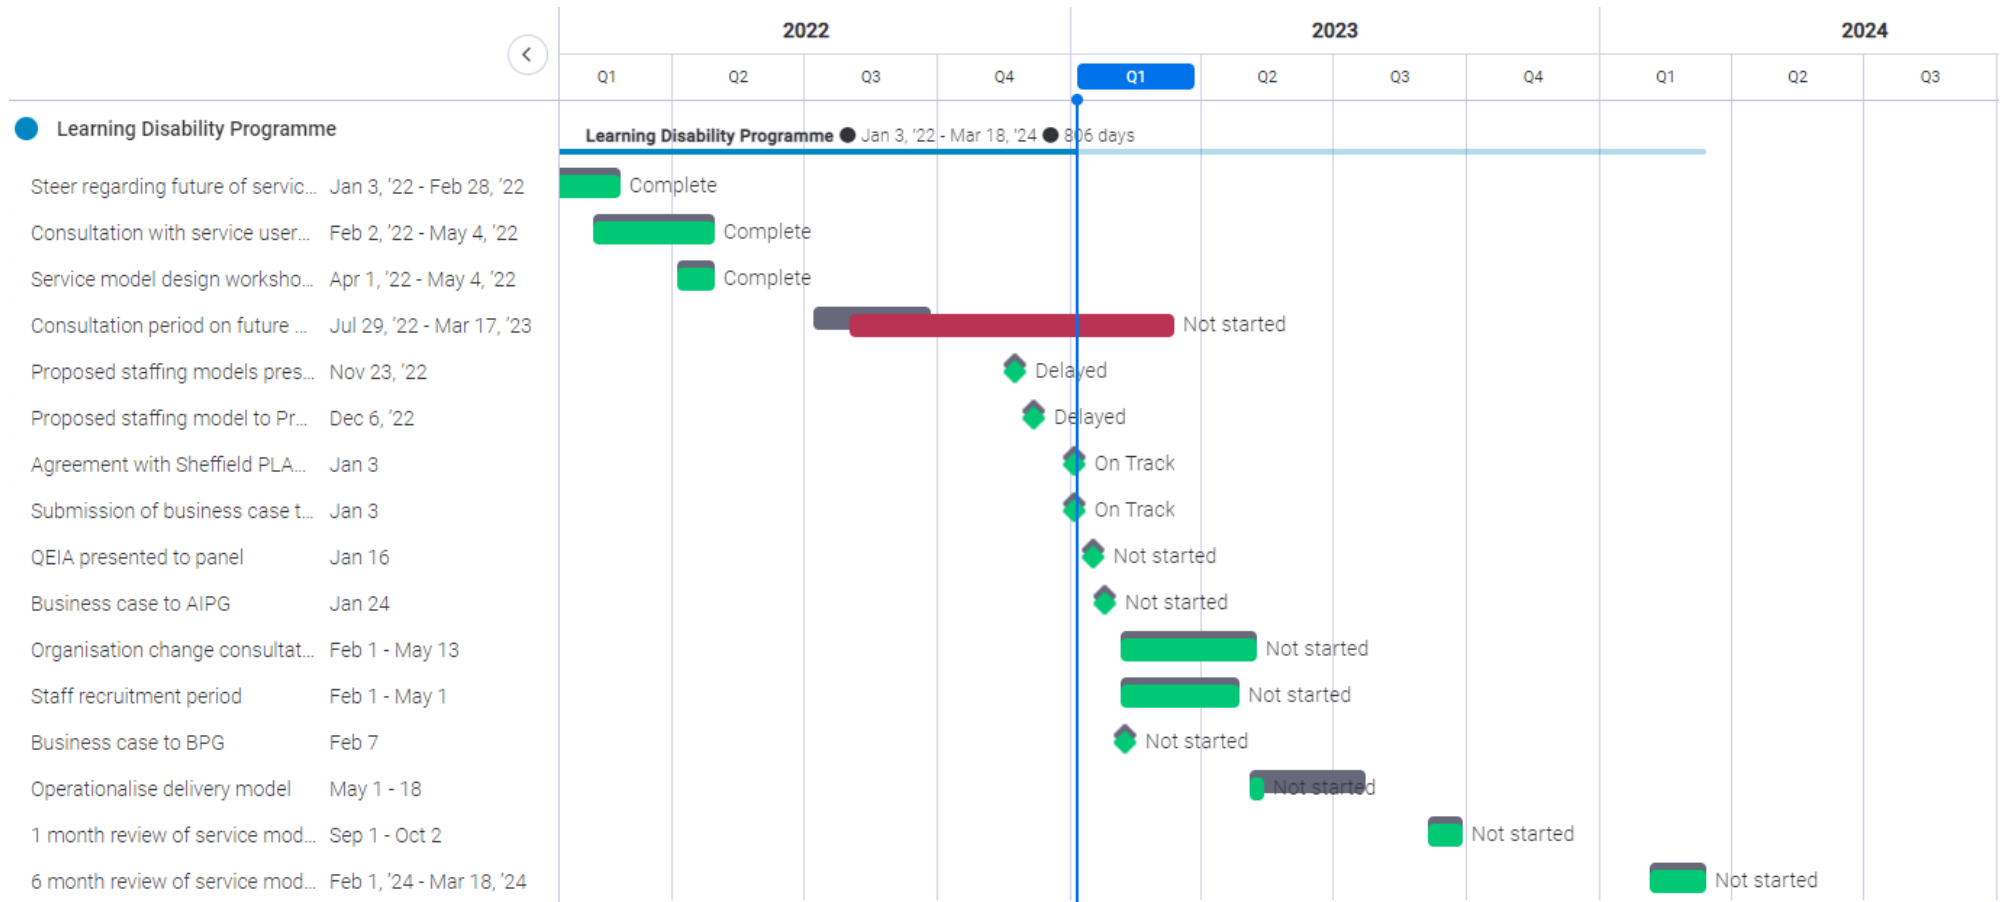 2022 2023 2024
Q1 Q2 Q3 Q4 Q1 Q2 Q3 Q4 Q1 Q2 Q3
Learning Disability Programme
Learning Disability Programme ● Jan 3, '22 - Mar 18, '24 ● 806 days
Steer regarding future of servic... Jan 3, '22 - Feb 28, '22 Complete
Consultation with service user... Feb 2, '22 - May 4, '22 Complete
Service model design worksho... Apr 1, '22 - May 4, '22 Complete
Consultation period on future ... Jul 29, '22 - Mar 17, '23 Not started
Proposed staffing models pres... Nov 23, '22 Delayed
Proposed staffing model to Pr... Dec 6, '22 Delayed
Agreement with Sheffield PLA... Jan 3 On Track
Submission of business case t... Jan 3 On Track
QEIA presented to panel Jan 16 Not started
Business case to AIPG Jan 24 Not started
Organisation change consultat... Feb 1 - May 13 Not started
Staff recruitment period Feb 1 - May 1 Not started
Business case to BPG Feb 7 Not started
Operationalise delivery model May 1 - 18 Not started
1 month review of service mod... Sep 1 - Oct 2 Not started
6 month review of service mod... Feb 1, '24 - Mar 18, '24 Not started